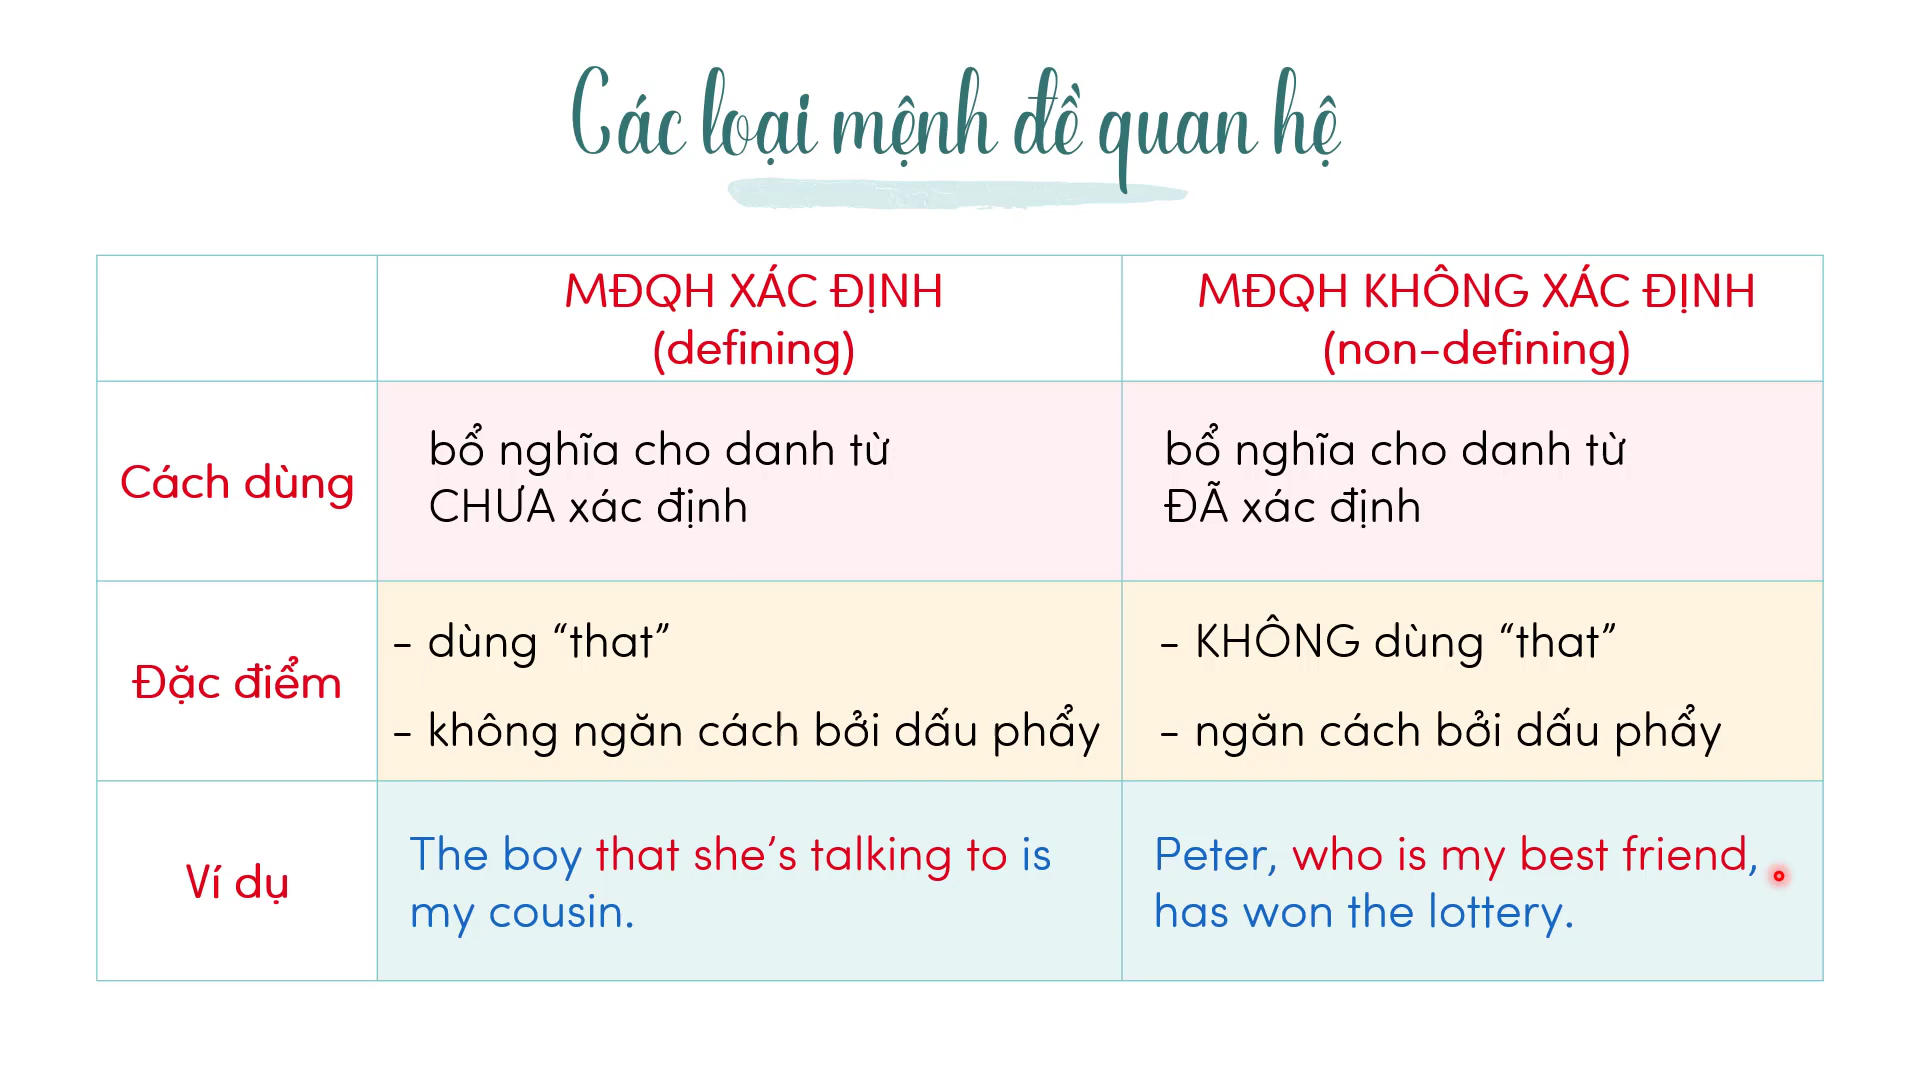 Các loại mệnh đề quan hệ
MĐQH XÁC ĐỊNH
(defining)
MĐQH KHÔNG XÁC ĐỊNH
(non-defining)
Cách dùng
bổ nghĩa cho danh từ
CHƯA xác định
bổ nghĩa cho danh từ
ĐÃ xác định
Đặc điểm
- dùng “that”
- không ngăn cách bởi dấu phẩy
- KHÔNG dùng “that”
- ngăn cách bởi dấu phẩy
Ví dụ
The boy that she’s talking to is
my cousin.
Peter, who is my best friend,
has won the lottery.